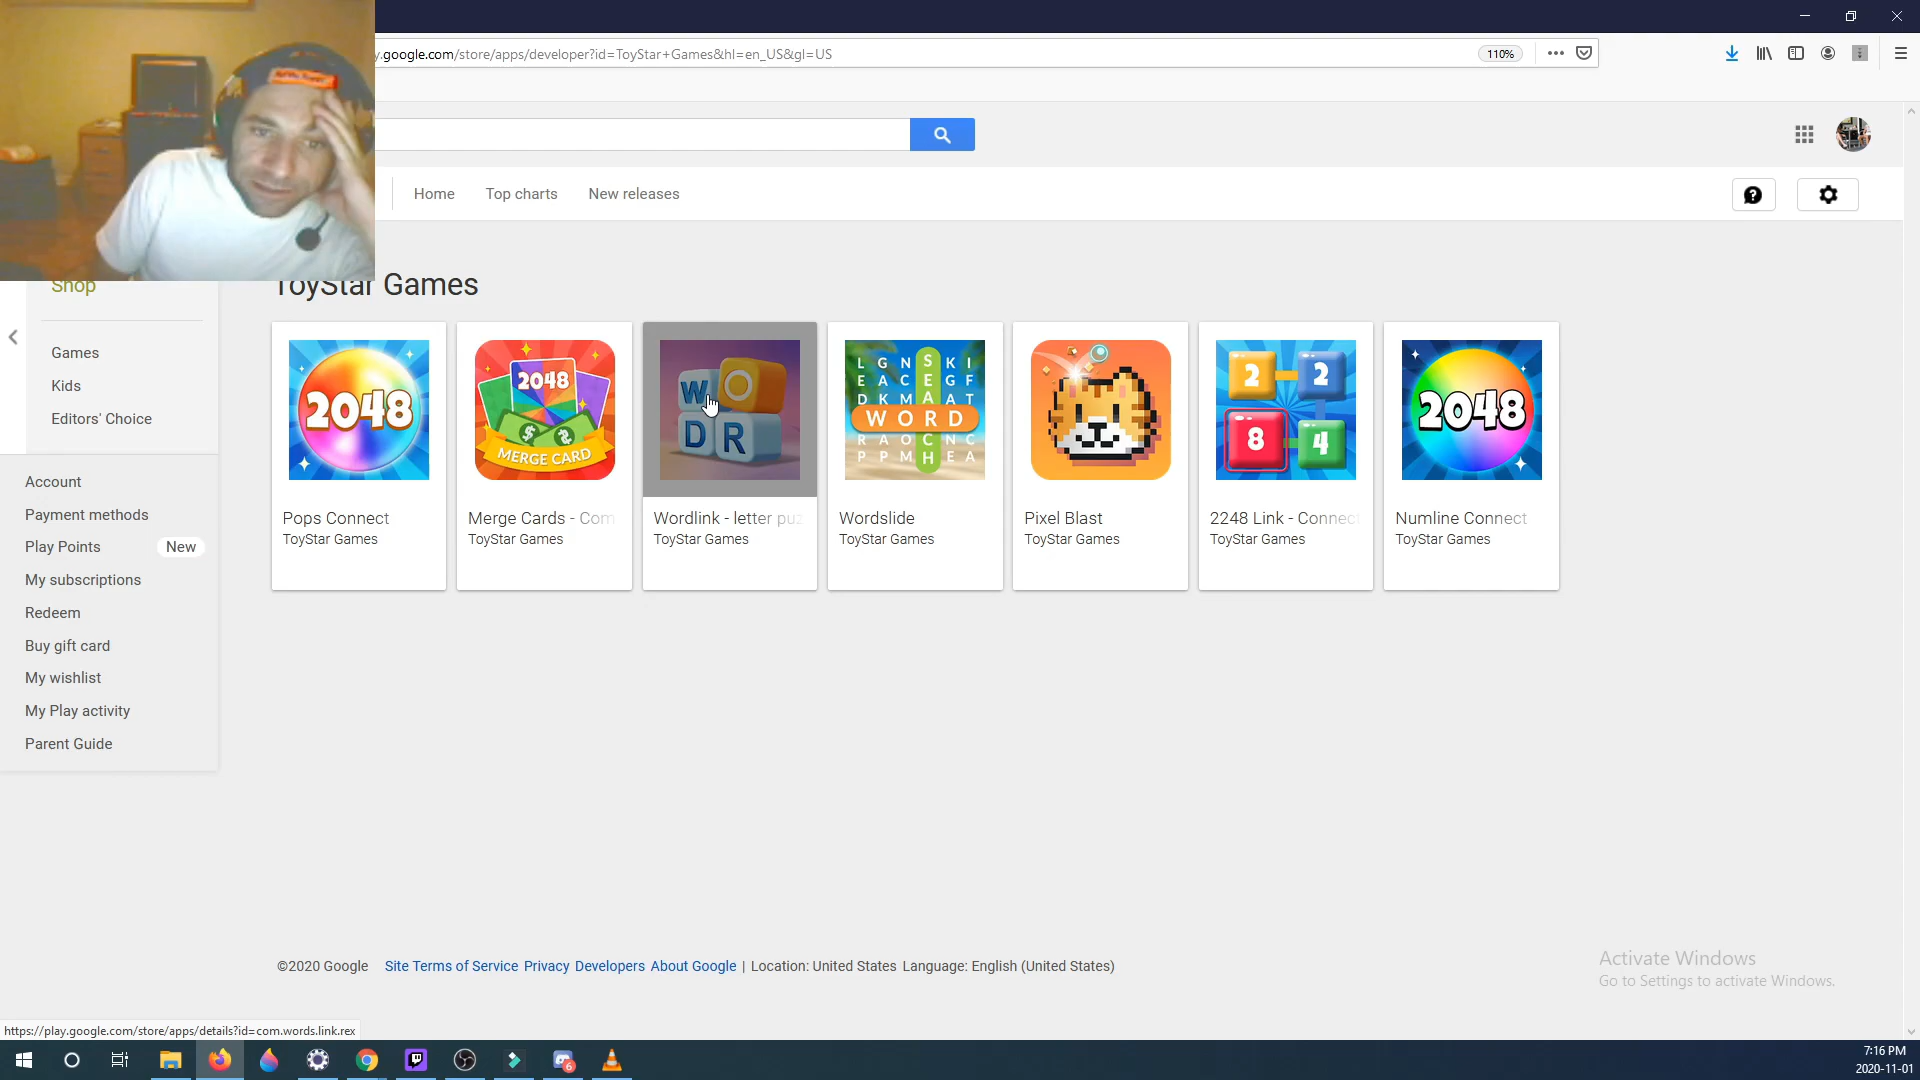 .google.com/store/apps/developer?id=ToyStar+Games&hl=en_US&gl=US
110%
Home
Top charts
New releases
Shop
ToyStar Games
Games
Kids
Editors' Choice
Account
Payment methods
Play Points New
My subscriptions
Redeem
Buy gift card
My wishlist
My Play activity
Parent Guide
2048
Pops Connect
ToyStar Games
2048
MERGE CARD
Merge Cards - Com
ToyStar Games
W O
D R
Wordlink - letter puz
ToyStar Games
L G N S K I
E A C E G F
D K M A A T
WORD
R A O C N C
P P M H E A
Wordslide
ToyStar Games
Pixel Blast
ToyStar Games
2 2
8 4
2248 Link - Connect
ToyStar Games
2048
Numline Connect
ToyStar Games
©2020 Google Site Terms of Service Privacy Developers About Google | Location: United States Language: English (United States)
Activate Windows
Go to Settings to activate Windows.
https://play.google.com/store/apps/details?id=com.words.link.rex
6
7:16 PM
2020-11-01